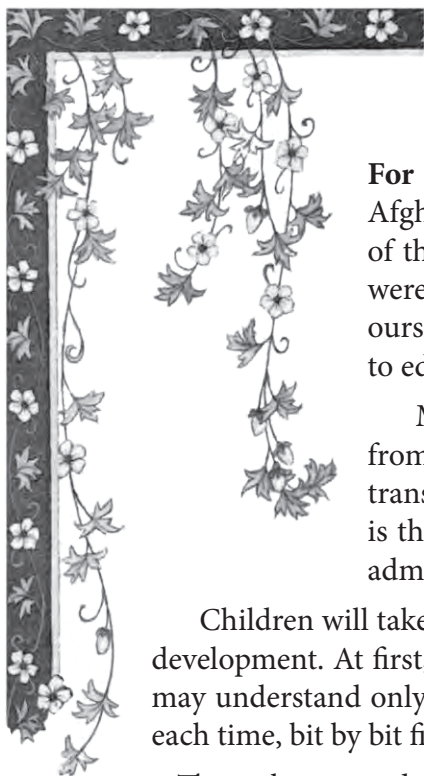 For
Afgh
of th
were
ours
to ed
M
from
trans
is th
adm
Children will take
development. At first,
may understand only
each time, bit by bit fi